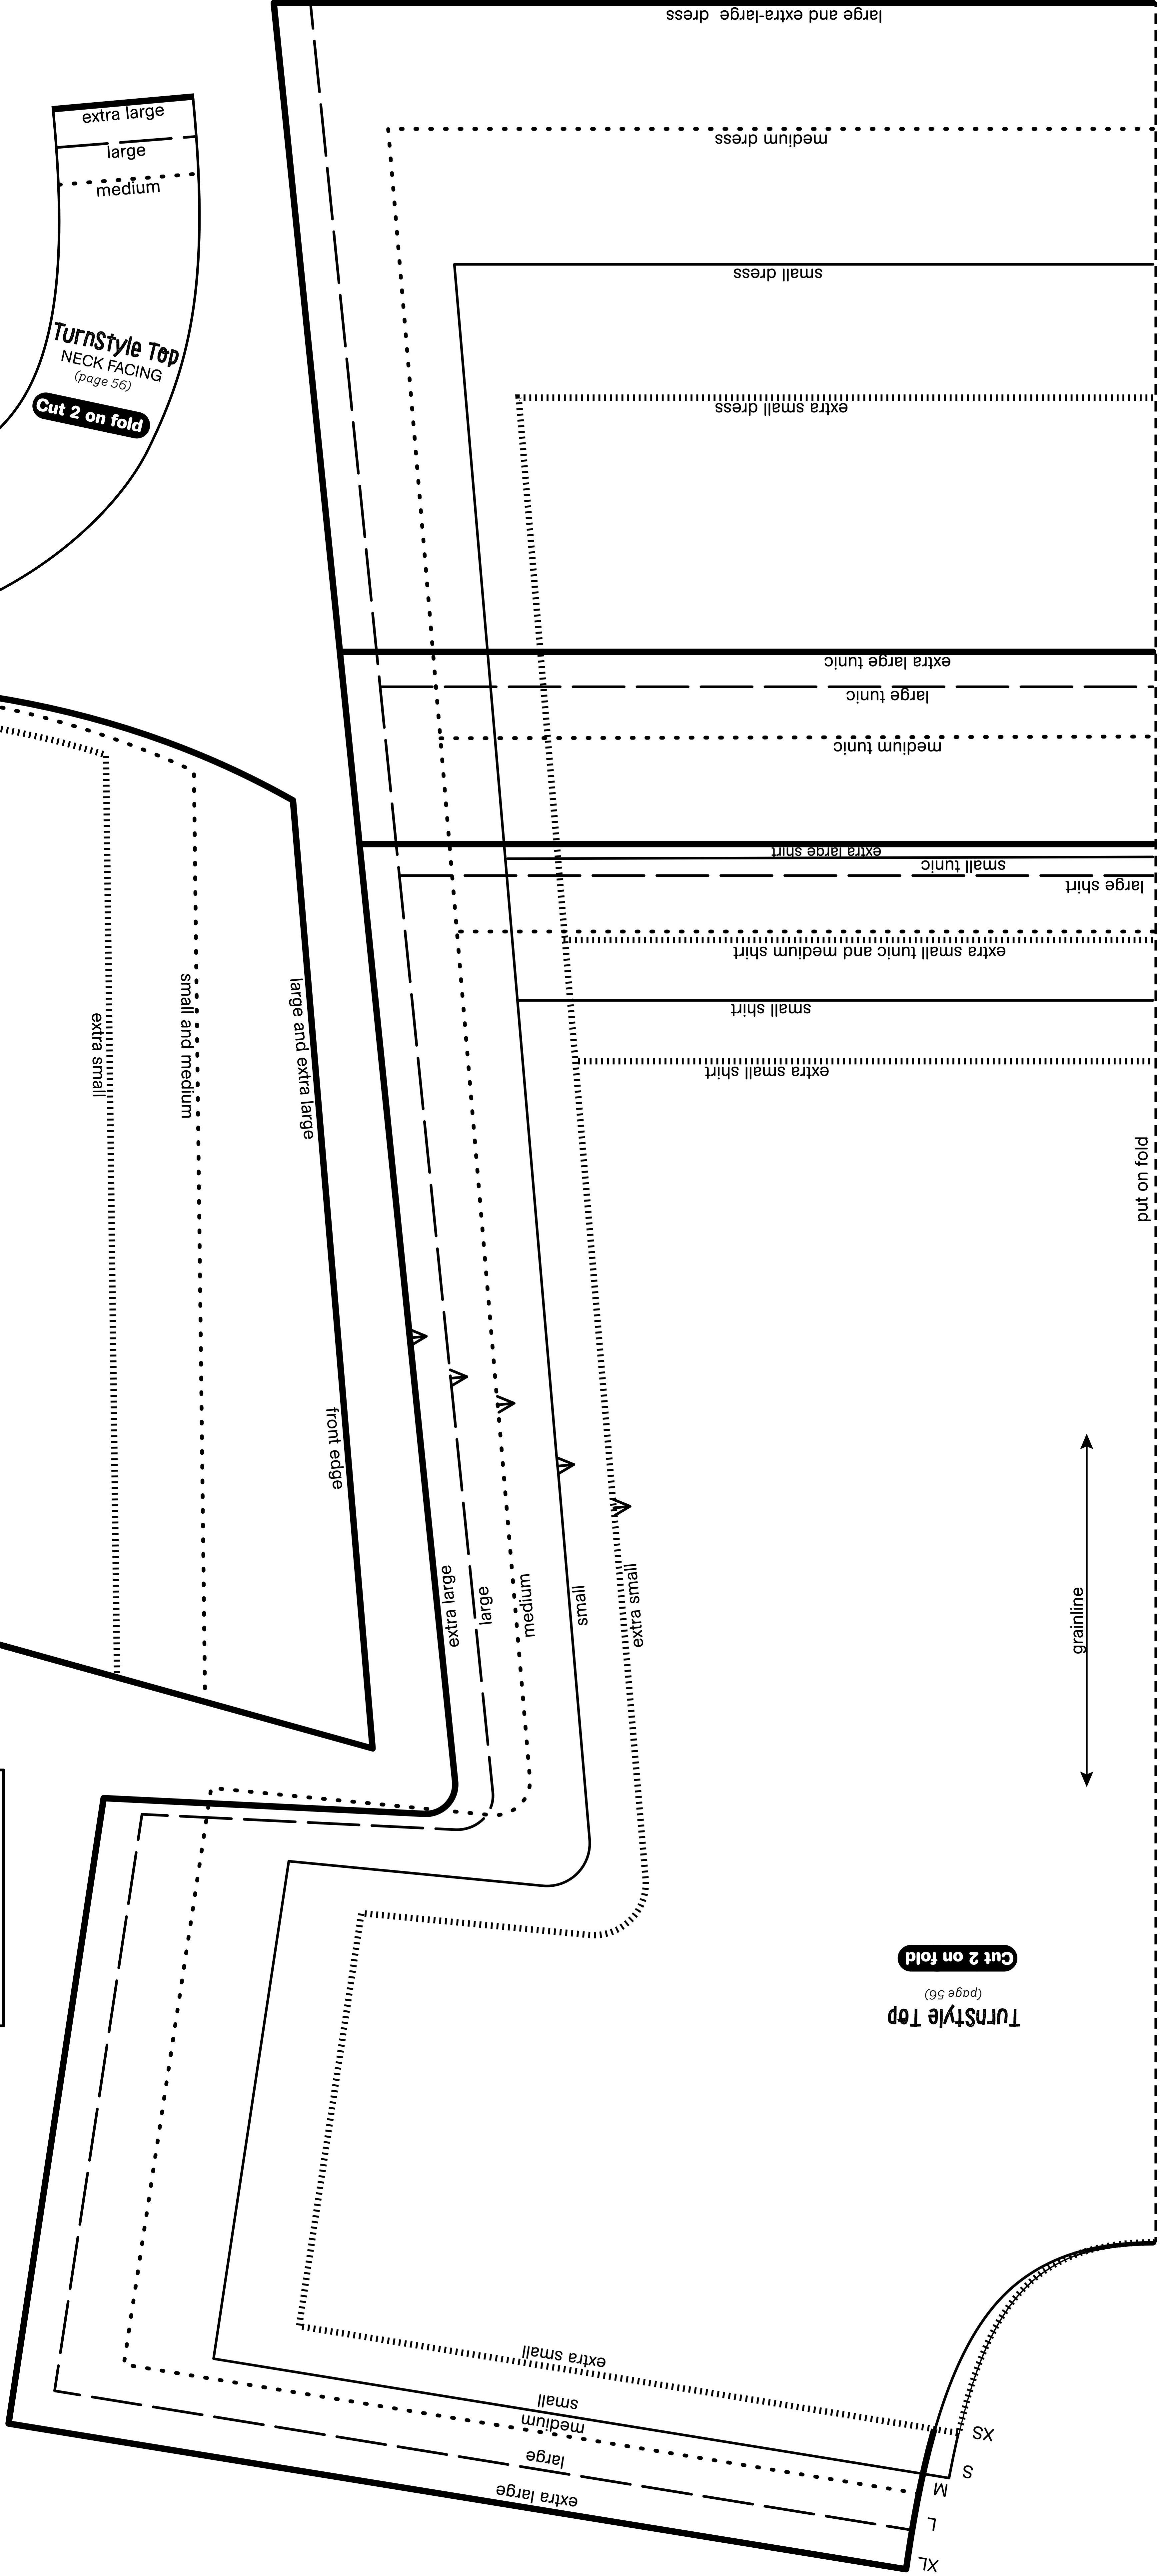 large and extra-large  dress
extra large
large
medium
medium dress
small dress
TurnStyle Top
NECK FACING
(page 56)
Cut 2 on fold
extra small dress
extra large tunic
large tunic
medium tunic
extra large shirt
small tunic
large shirt
extra small tunic and medium shirt
small shirt
extra small shirt
extra small
small and medium
large and extra large
front edge
put on fold
extra large
large
medium
small
extra small
grainline
TurnStyle Top
(page 56)
Cut 2 on fold
extra small
small
medium
large
extra large
XS
S
M
L
XL